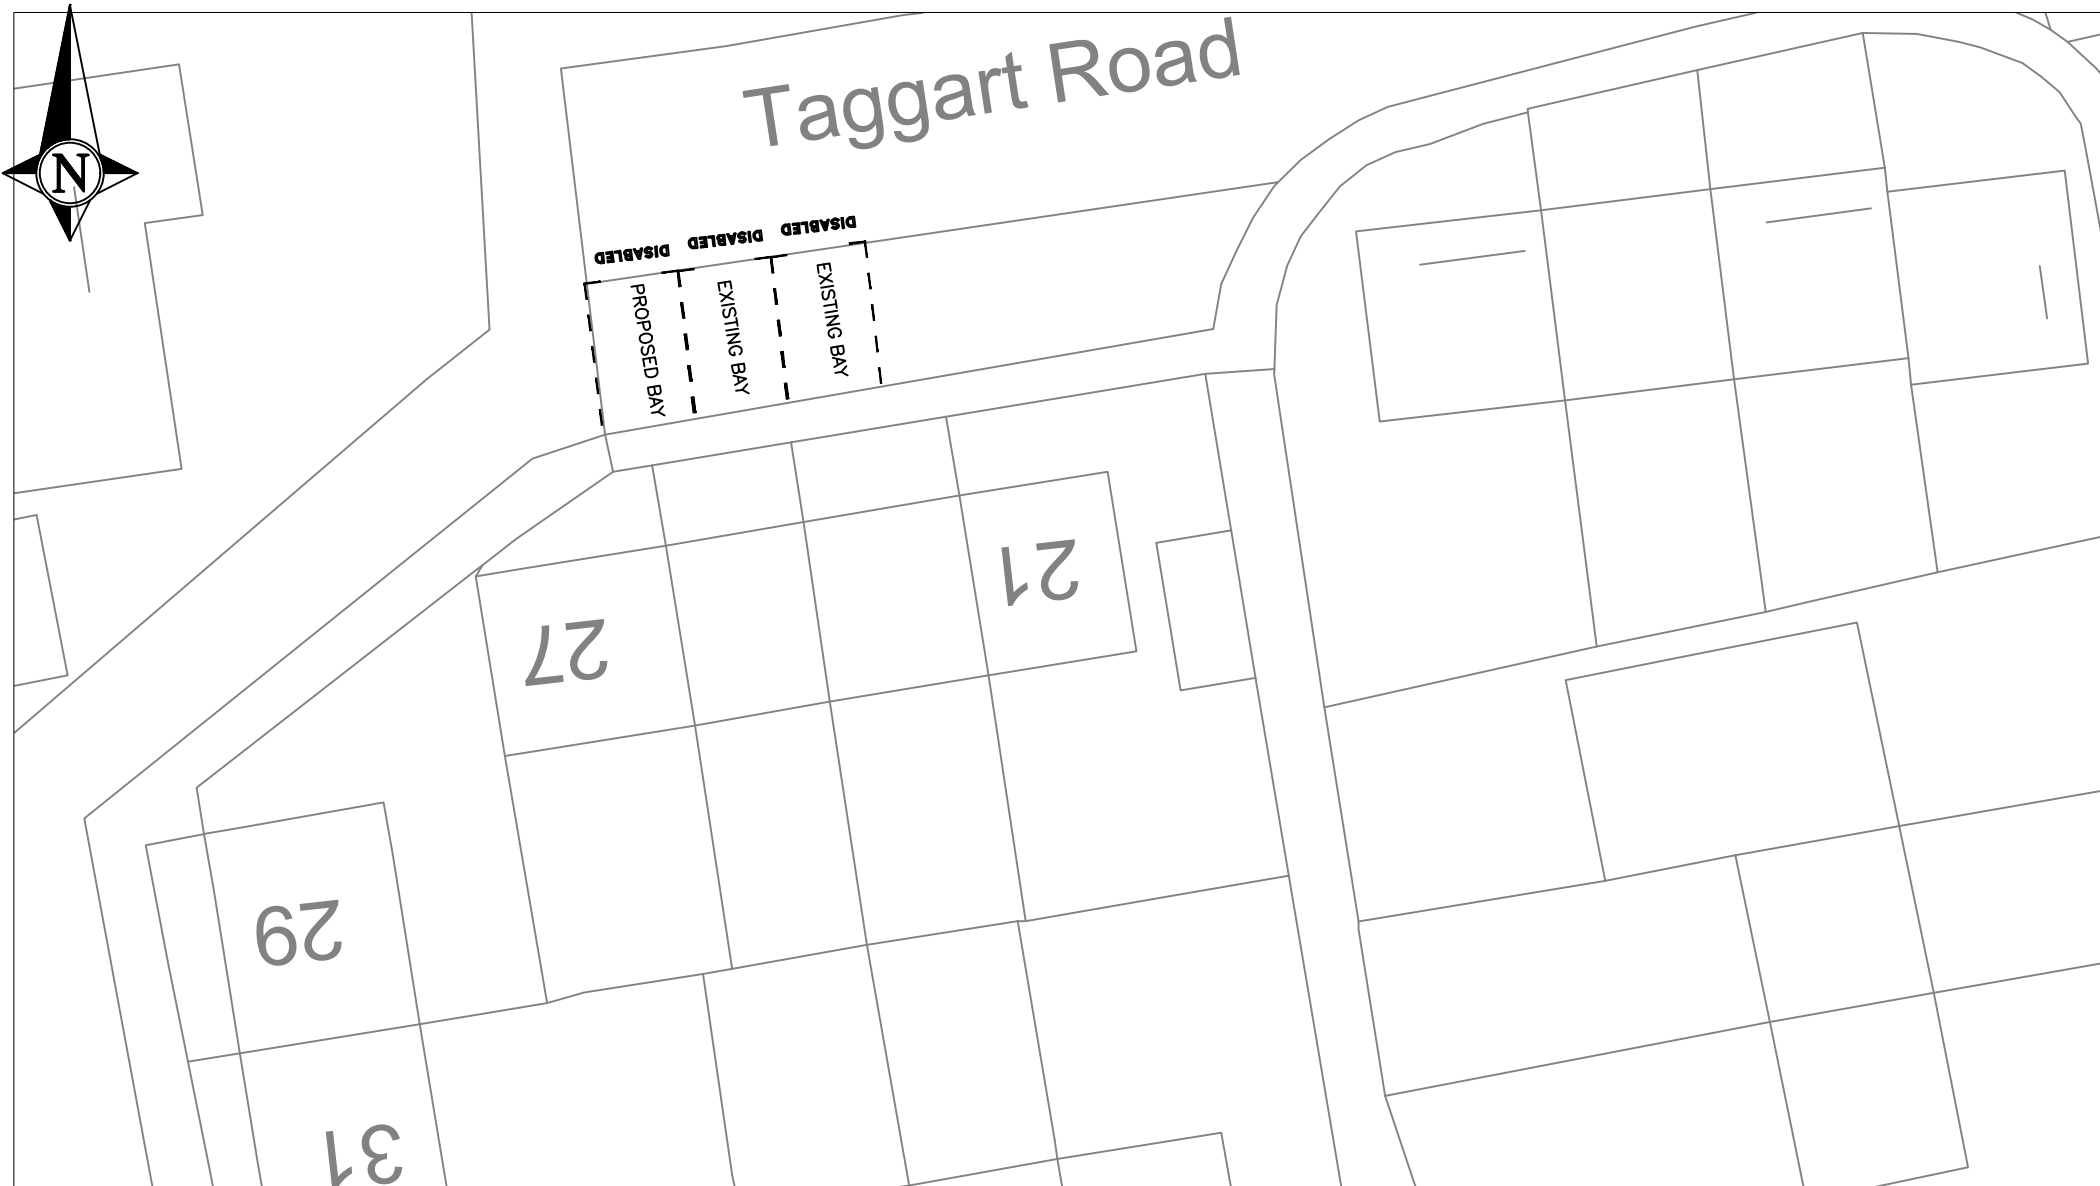 Taggart Road
N
DISABLED
DISABLED
DISABLED
PROPOSED BAY
EXISTING BAY
EXISTING BAY
21
27
29
31